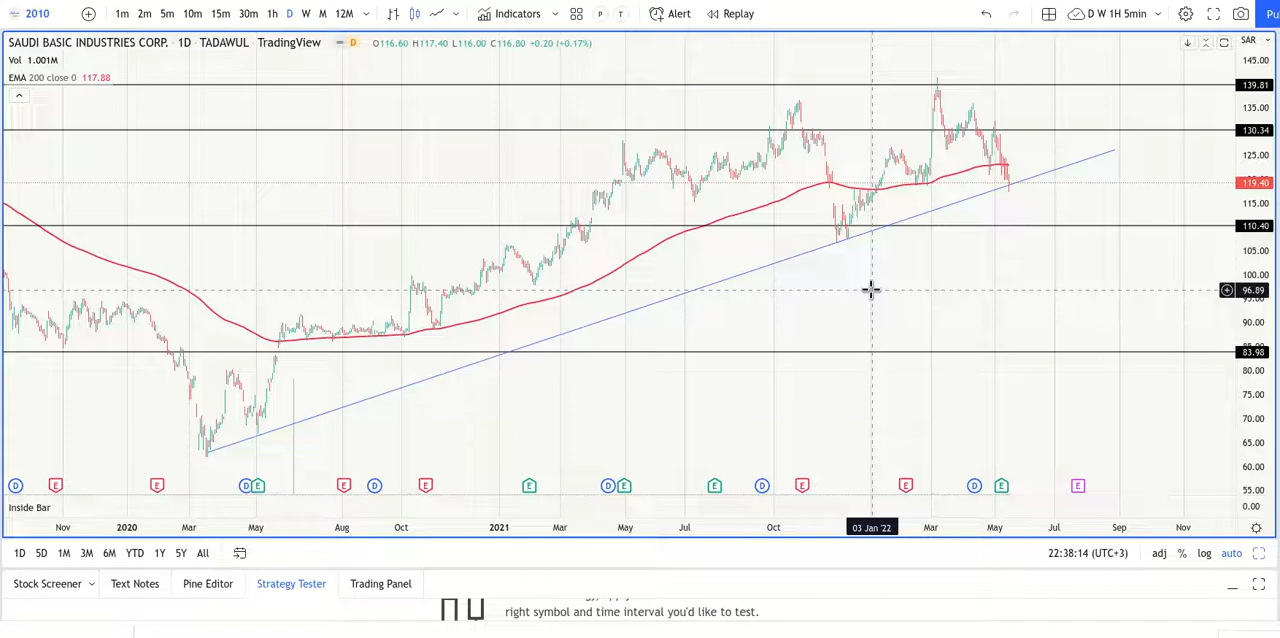 2010 1m 2m 5m 10m 15m 30m 1h D W M 12M Indicators P T Alert Replay D W 1H 5min Pu
SAUDI BASIC INDUSTRIES CORP. · 1D · TADAWUL · TradingView D O116.60 H117.40 L116.00 C116.80 +0.20 (+0.17%) SAR
Vol 1.001M
EMA 200 close 0 117.88
145.00
139.81
135.00
130.34
125.00
119.40
115.00
110.40
105.00
100.00
96.89
95.00
90.00
83.98
80.00
75.00
70.00
65.00
60.00
55.00
D E E D E E D E E D E E D E E D E E
0.00
Inside Bar
Nov 2020 Mar May Aug Oct 2021 Mar May Jul Oct 03 Jan '22 Mar May Jul Sep Nov
1D 5D 1M 3M 6M YTD 1Y 5Y All 22:38:14 (UTC+3) adj % log auto
Stock Screener Text Notes Pine Editor Strategy Tester Trading Panel
right symbol and time interval you'd like to test.